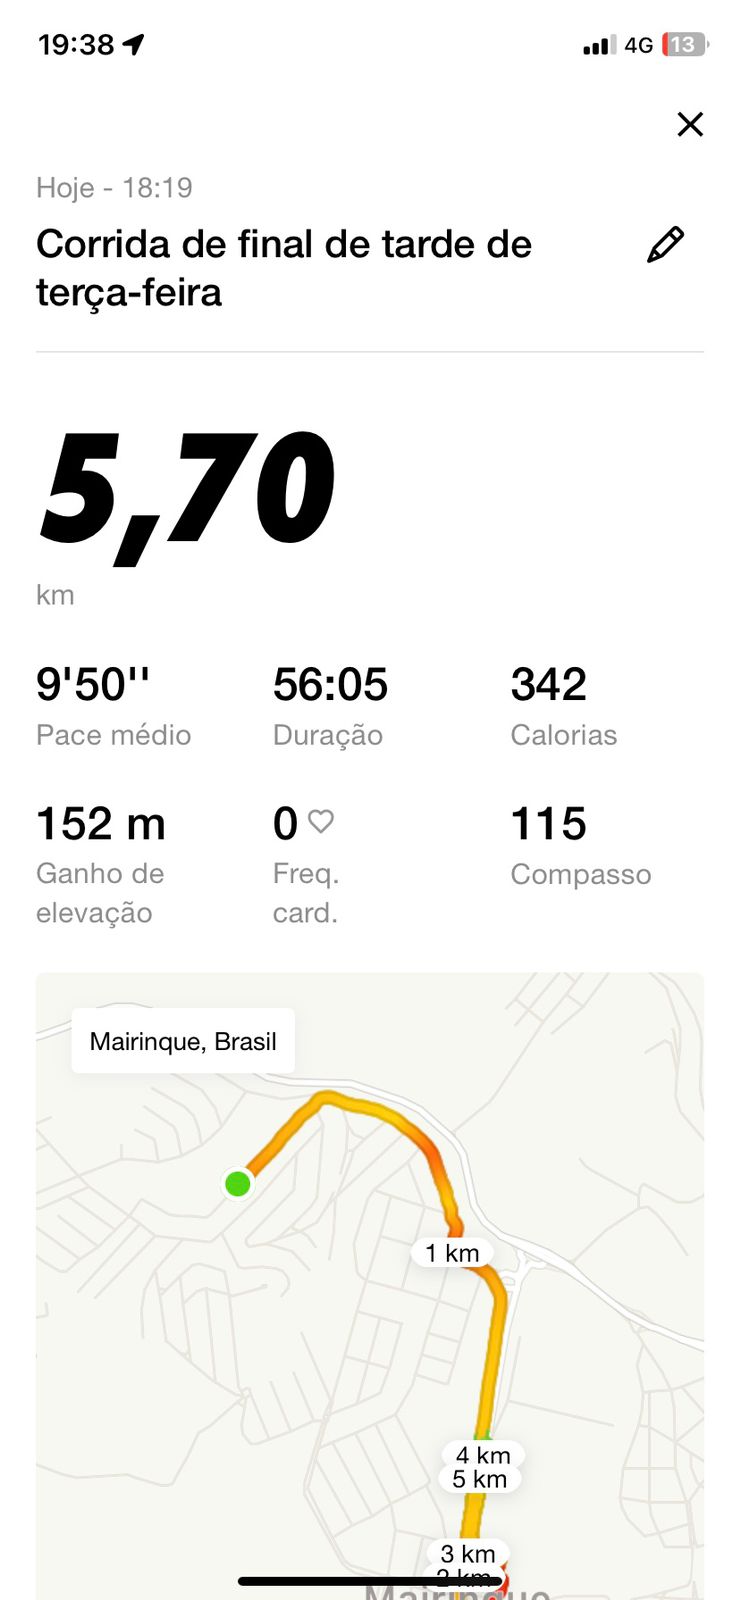 19:38 4G 13
Hoje - 18:19
Corrida de final de tarde de
terça-feira
5,70
km
9'50'' 56:05 342
Pace médio Duração Calorias
152 m 0 115
Ganho de Freq. Compasso
elevação card.
Mairinque, Brasil
1 km
4 km
5 km
3 km
2 km
Mairinque